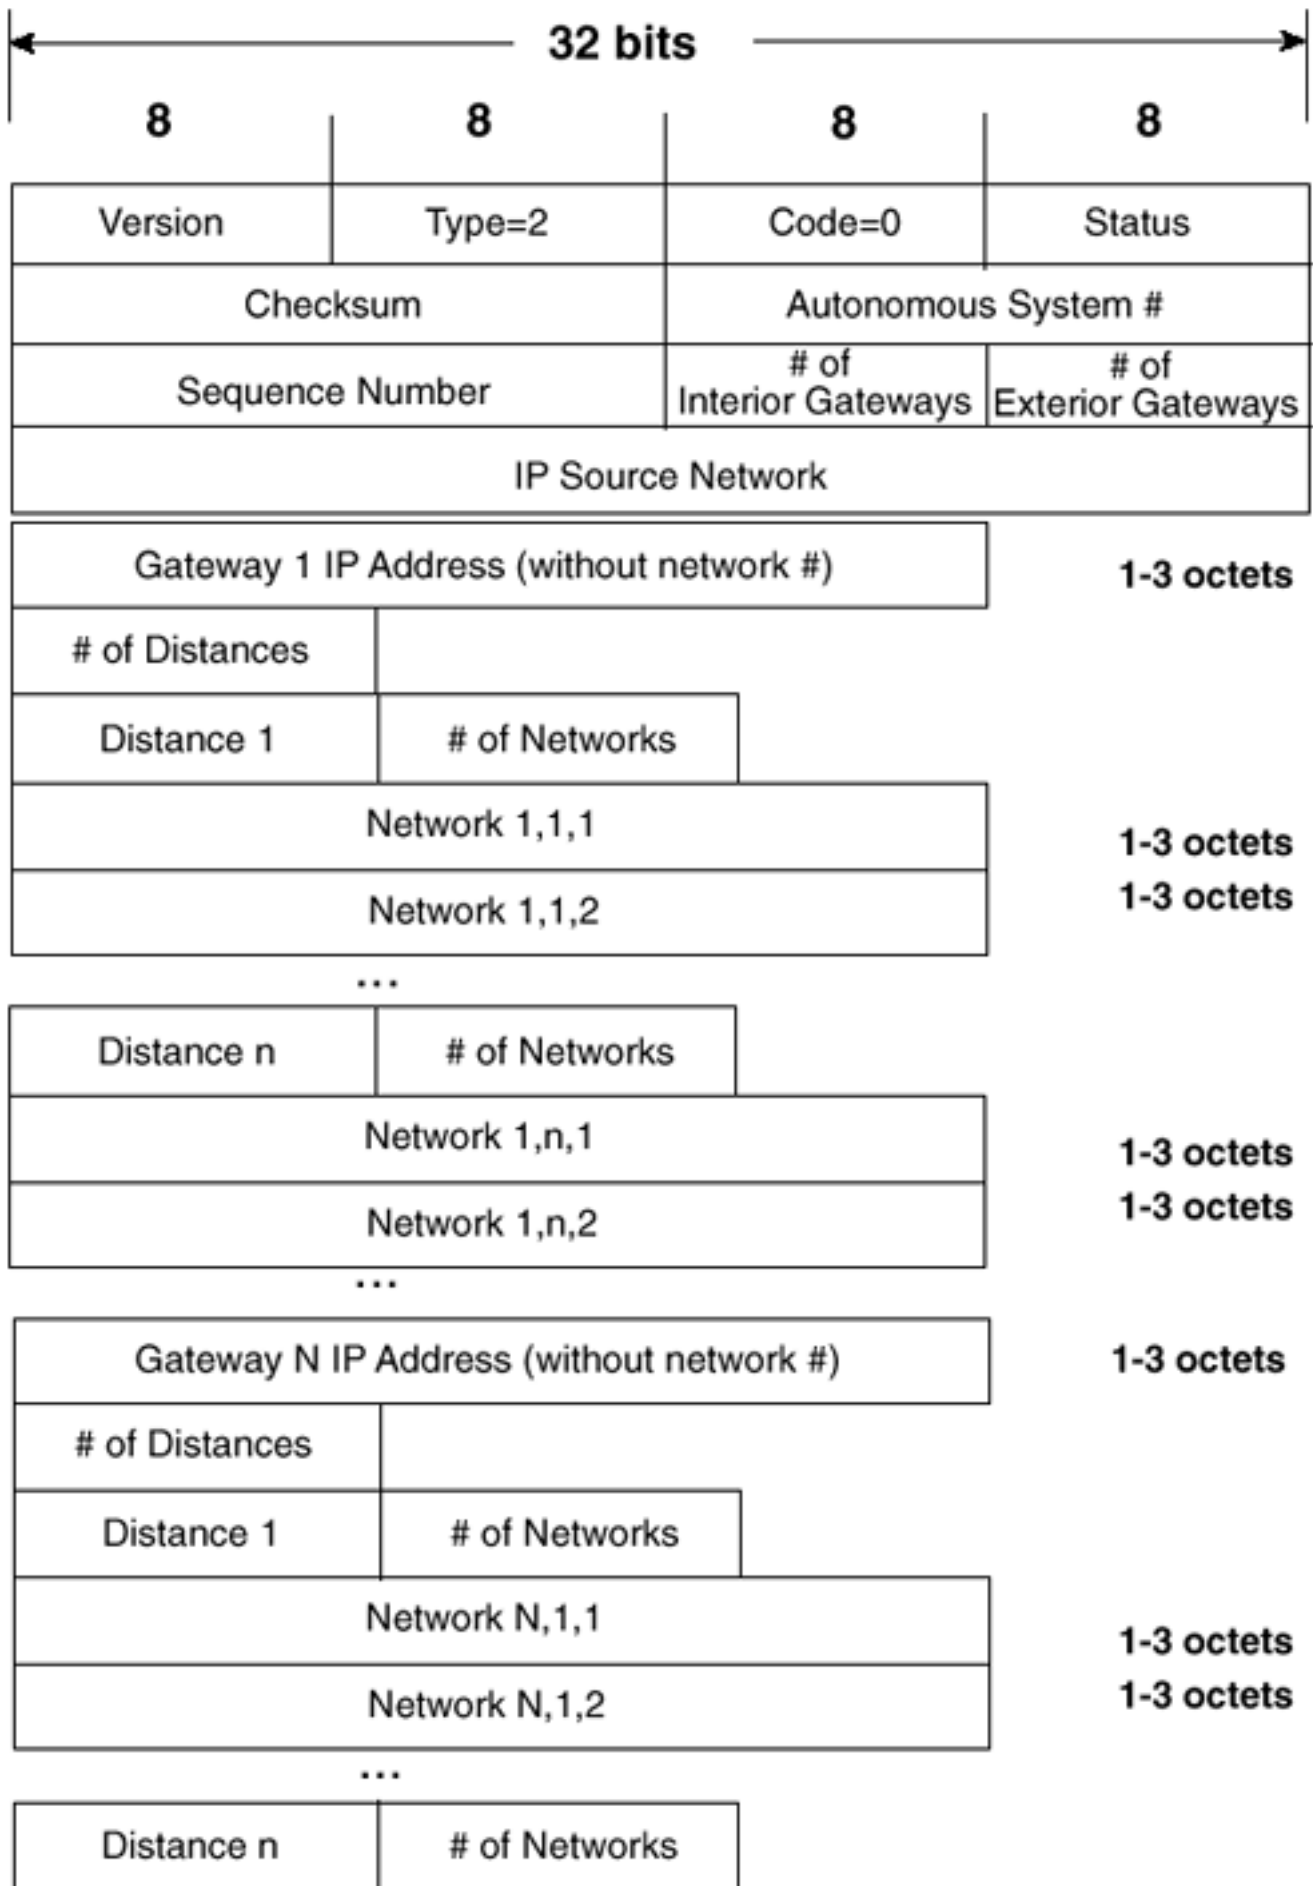 32 bits
8 8 8 8
Version Type=2 Code=0 Status
Checksum Autonomous System #
Sequence Number # of Interior Gateways # of Exterior Gateways
IP Source Network
Gateway 1 IP Address (without network #) 1-3 octets
# of Distances
Distance 1 # of Networks
Network 1,1,1 1-3 octets
Network 1,1,2 1-3 octets
...
Distance n # of Networks
Network 1,n,1 1-3 octets
Network 1,n,2 1-3 octets
...
Gateway N IP Address (without network #) 1-3 octets
# of Distances
Distance 1 # of Networks
Network N,1,1 1-3 octets
Network N,1,2 1-3 octets
...
Distance n # of Networks